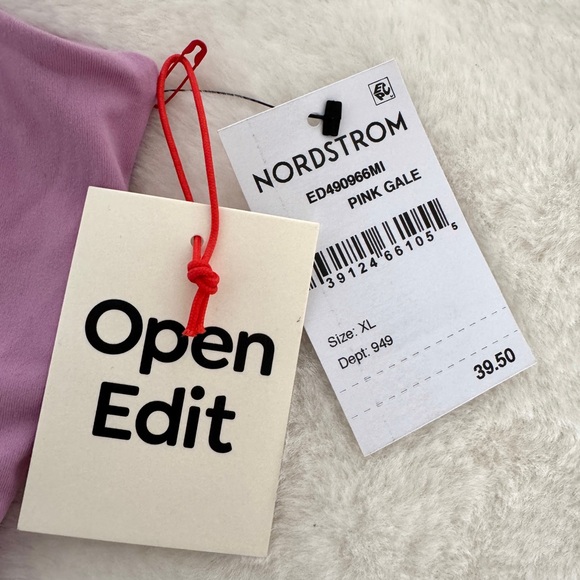 Open
Edit
NORDSTROM
ED490966MI
PINK GALE
39124 66105 5
Size: XL
Dept: 949
39.50